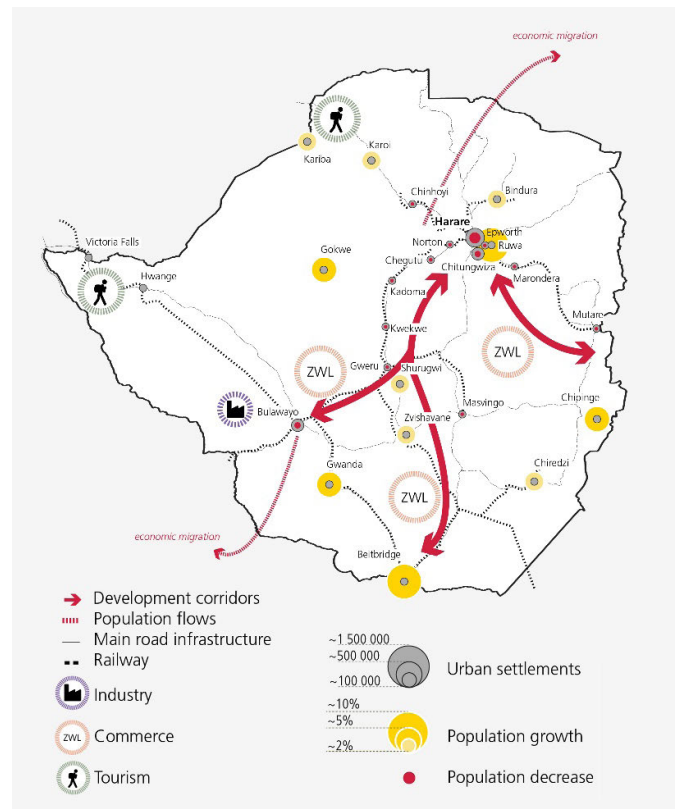 economic migration
Kariba
Karoi
Chinhoyi
Bindura
Harare
Epworth
Ruwa
Norton
Chegutu
Chitungwiza
Marondera
Victoria Falls
Hwange
Gokwe
Kadoma
Kwekwe
Mutare
ZWL
ZWL
Gweru
Shurugwi
Masvingo
Chipinge
Bulawayo
Zvishavane
Gwanda
Chiredzi
ZWL
economic migration
Beitbridge
Development corridors
Population flows
Main road infrastructure
Railway
Industry
ZWL
Commerce
Tourism
~1 500 000
~500 000
~100 000
Urban settlements
~10%
~5%
~2%
Population growth
Population decrease